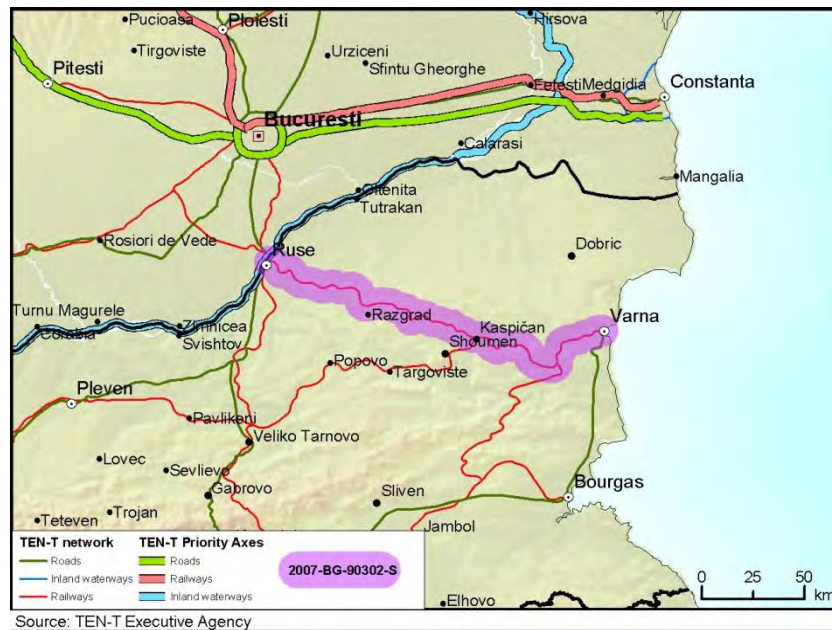 Pucioasa
Ploiesti
Hirsova
Tirgoviste
Urziceni
Sfintu Gheorghe
Pitesti
Fetesti
Medgidia
Constanta
Bucuresti
Calarasi
Mangalia
Oltenita
Tutrakan
Rosiori de Vede
Dobric
Ruse
Turnu Magurele
Zimnicea
Corabia
Svishtov
Razgrad
Kaspičan
Varna
Shoumen
Popovo
Targoviste
Pleven
Pavlikeni
Veliko Tarnovo
Lovec
Sevlievo
Gabrovo
Sliven
Bourgas
Teteven
Trojan
Jambol
Elhovo
TEN-T network
Roads
Inland waterways
Railways
TEN-T Priority Axes
Roads
Railways
Inland waterways
2007-BG-90302-S
0 25 50
km
Source: TEN-T Executive Agency